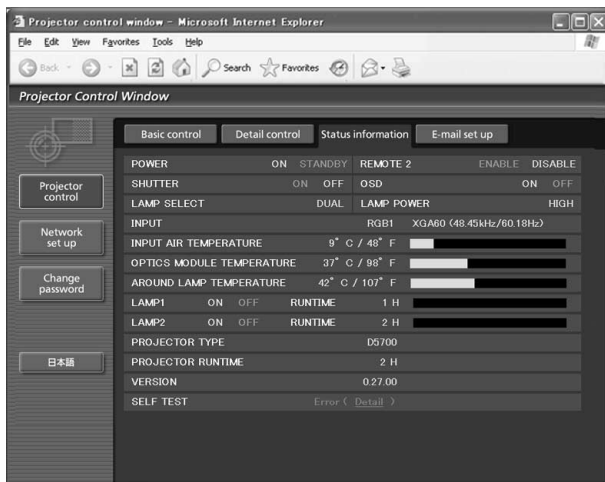 Projector control window - Microsoft Internet Explorer
File Edit View Favorites Tools Help
Back Search Favorites
Projector Control Window
Basic control Detail control Status information E-mail set up
Projector control
Network set up
Change password
日本語
POWER ON STANDBY REMOTE 2 ENABLE DISABLE
SHUTTER ON OFF OSD ON OFF
LAMP SELECT DUAL LAMP POWER HIGH
INPUT RGB1 XGA60 (48.45kHz/60.18Hz)
INPUT AIR TEMPERATURE 9° C / 48° F
OPTICS MODULE TEMPERATURE 37° C / 98° F
AROUND LAMP TEMPERATURE 42° C / 107° F
LAMP1 ON OFF RUNTIME 1 H
LAMP2 ON OFF RUNTIME 2 H
PROJECTOR TYPE D5700
PROJECTOR RUNTIME 2 H
VERSION 0.27.00
SELF TEST Error ( Detail )